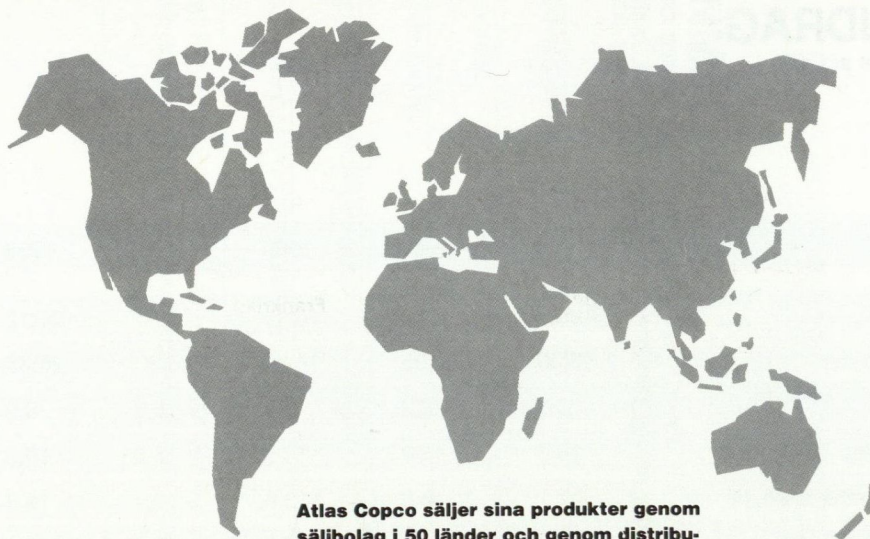 Atlas Copco säljer sina produkter genom
säljbolag i 50 länder och genom distribu-